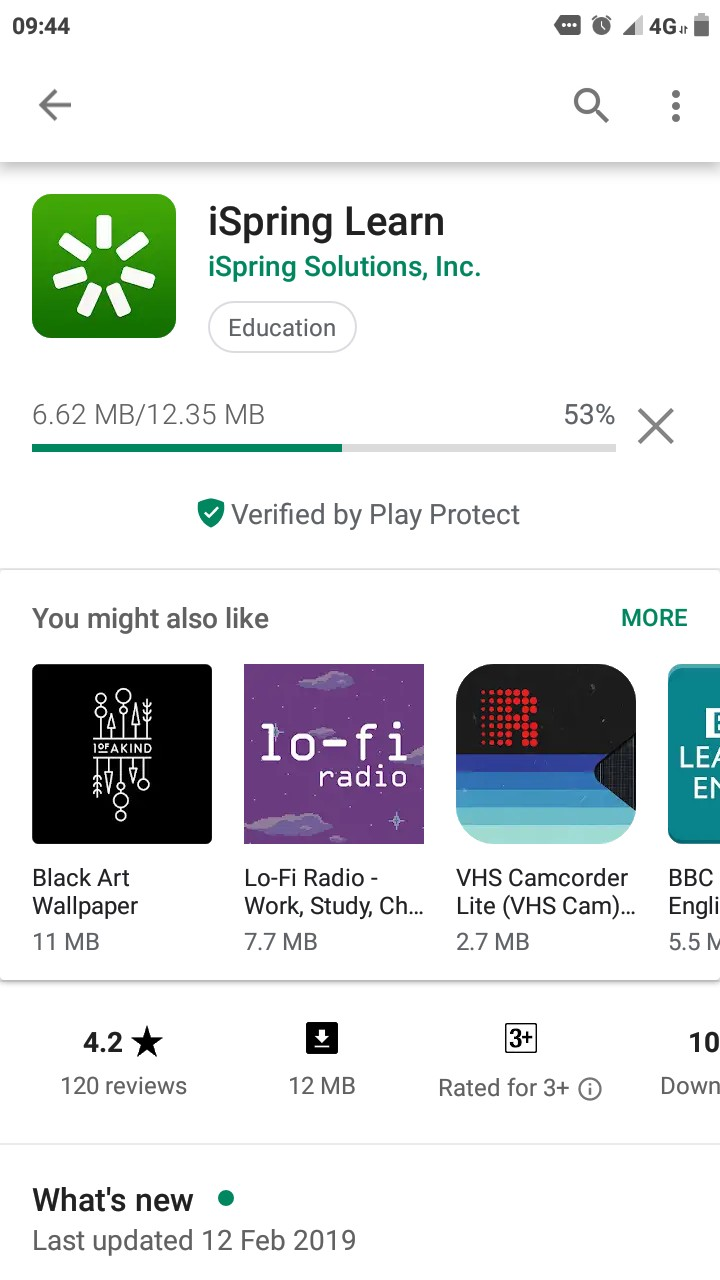 09:44
4G
iSpring Learn
iSpring Solutions, Inc.
Education
6.62 MB/12.35 MB
53%
Verified by Play Protect
You might also like
MORE
1OFAKIND
lo-fi
radio
R
LEA
EN
Black Art
Wallpaper
11 MB
Lo-Fi Radio -
Work, Study, Ch…
7.7 MB
VHS Camcorder
Lite (VHS Cam)…
2.7 MB
BBC
Engli
5.5 M
4.2 ★
120 reviews
12 MB
3+
Rated for 3+
10
Down
What's new
Last updated 12 Feb 2019